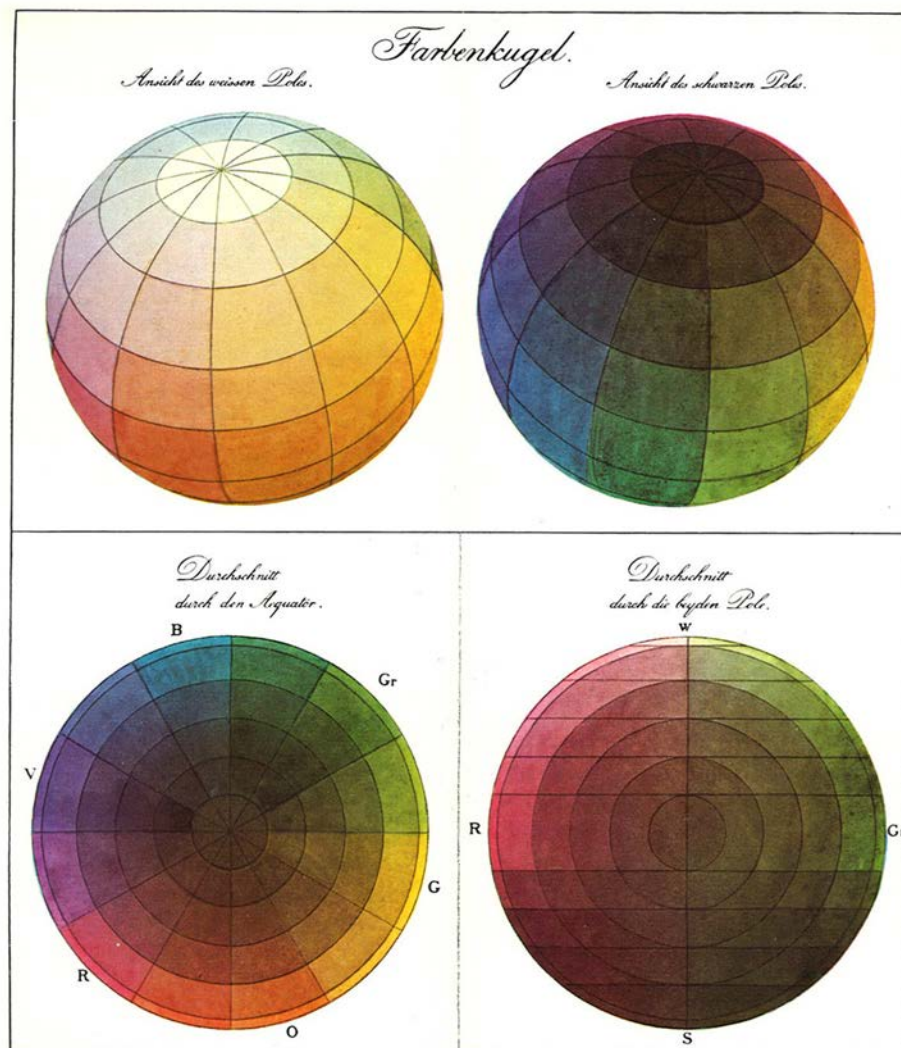 Farbenkugel.
Ansicht des weissen Poles.
Ansicht des schwarzen Poles.
Durchschnitt
durch den Aequator.
B
Gr
V
G
R
O
Durchschnitt
durch die beyden Pole.
W
R
Gr
S